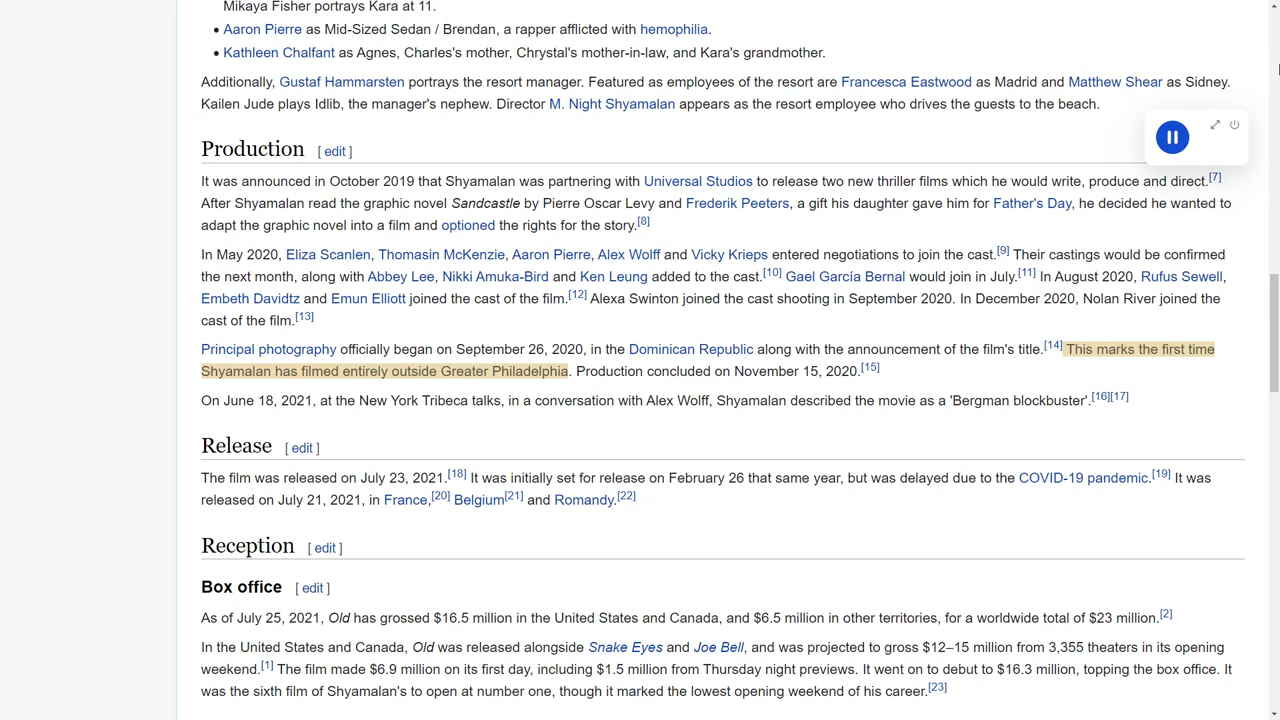 Mikaya Fisher portrays Kara at 11.
• Aaron Pierre as Mid-Sized Sedan / Brendan, a rapper afflicted with hemophilia.
• Kathleen Chalfant as Agnes, Charles's mother, Chrystal's mother-in-law, and Kara's grandmother.
Additionally, Gustaf Hammarsten portrays the resort manager. Featured as employees of the resort are Francesca Eastwood as Madrid and Matthew Shear as Sidney.
Kailen Jude plays Idlib, the manager's nephew. Director M. Night Shyamalan appears as the resort employee who drives the guests to the beach.
Production [ edit ]
It was announced in October 2019 that Shyamalan was partnering with Universal Studios to release two new thriller films which he would write, produce and direct.[7]
After Shyamalan read the graphic novel Sandcastle by Pierre Oscar Levy and Frederik Peeters, a gift his daughter gave him for Father's Day, he decided he wanted to
adapt the graphic novel into a film and optioned the rights for the story.[8]
In May 2020, Eliza Scanlen, Thomasin McKenzie, Aaron Pierre, Alex Wolff and Vicky Krieps entered negotiations to join the cast.[9] Their castings would be confirmed
the next month, along with Abbey Lee, Nikki Amuka-Bird and Ken Leung added to the cast.[10] Gael García Bernal would join in July.[11] In August 2020, Rufus Sewell,
Embeth Davidtz and Emun Elliott joined the cast of the film.[12] Alexa Swinton joined the cast shooting in September 2020. In December 2020, Nolan River joined the
cast of the film.[13]
Principal photography officially began on September 26, 2020, in the Dominican Republic along with the announcement of the film's title.[14] This marks the first time
Shyamalan has filmed entirely outside Greater Philadelphia. Production concluded on November 15, 2020.[15]
On June 18, 2021, at the New York Tribeca talks, in a conversation with Alex Wolff, Shyamalan described the movie as a 'Bergman blockbuster'.[16][17]
Release [ edit ]
The film was released on July 23, 2021.[18] It was initially set for release on February 26 that same year, but was delayed due to the COVID-19 pandemic.[19] It was
released on July 21, 2021, in France,[20] Belgium[21] and Romandy.[22]
Reception [ edit ]
Box office [ edit ]
As of July 25, 2021, Old has grossed $16.5 million in the United States and Canada, and $6.5 million in other territories, for a worldwide total of $23 million.[2]
In the United States and Canada, Old was released alongside Snake Eyes and Joe Bell, and was projected to gross $12–15 million from 3,355 theaters in its opening
weekend.[1] The film made $6.9 million on its first day, including $1.5 million from Thursday night previews. It went on to debut to $16.3 million, topping the box office. It
was the sixth film of Shyamalan's to open at number one, though it marked the lowest opening weekend of his career.[23]